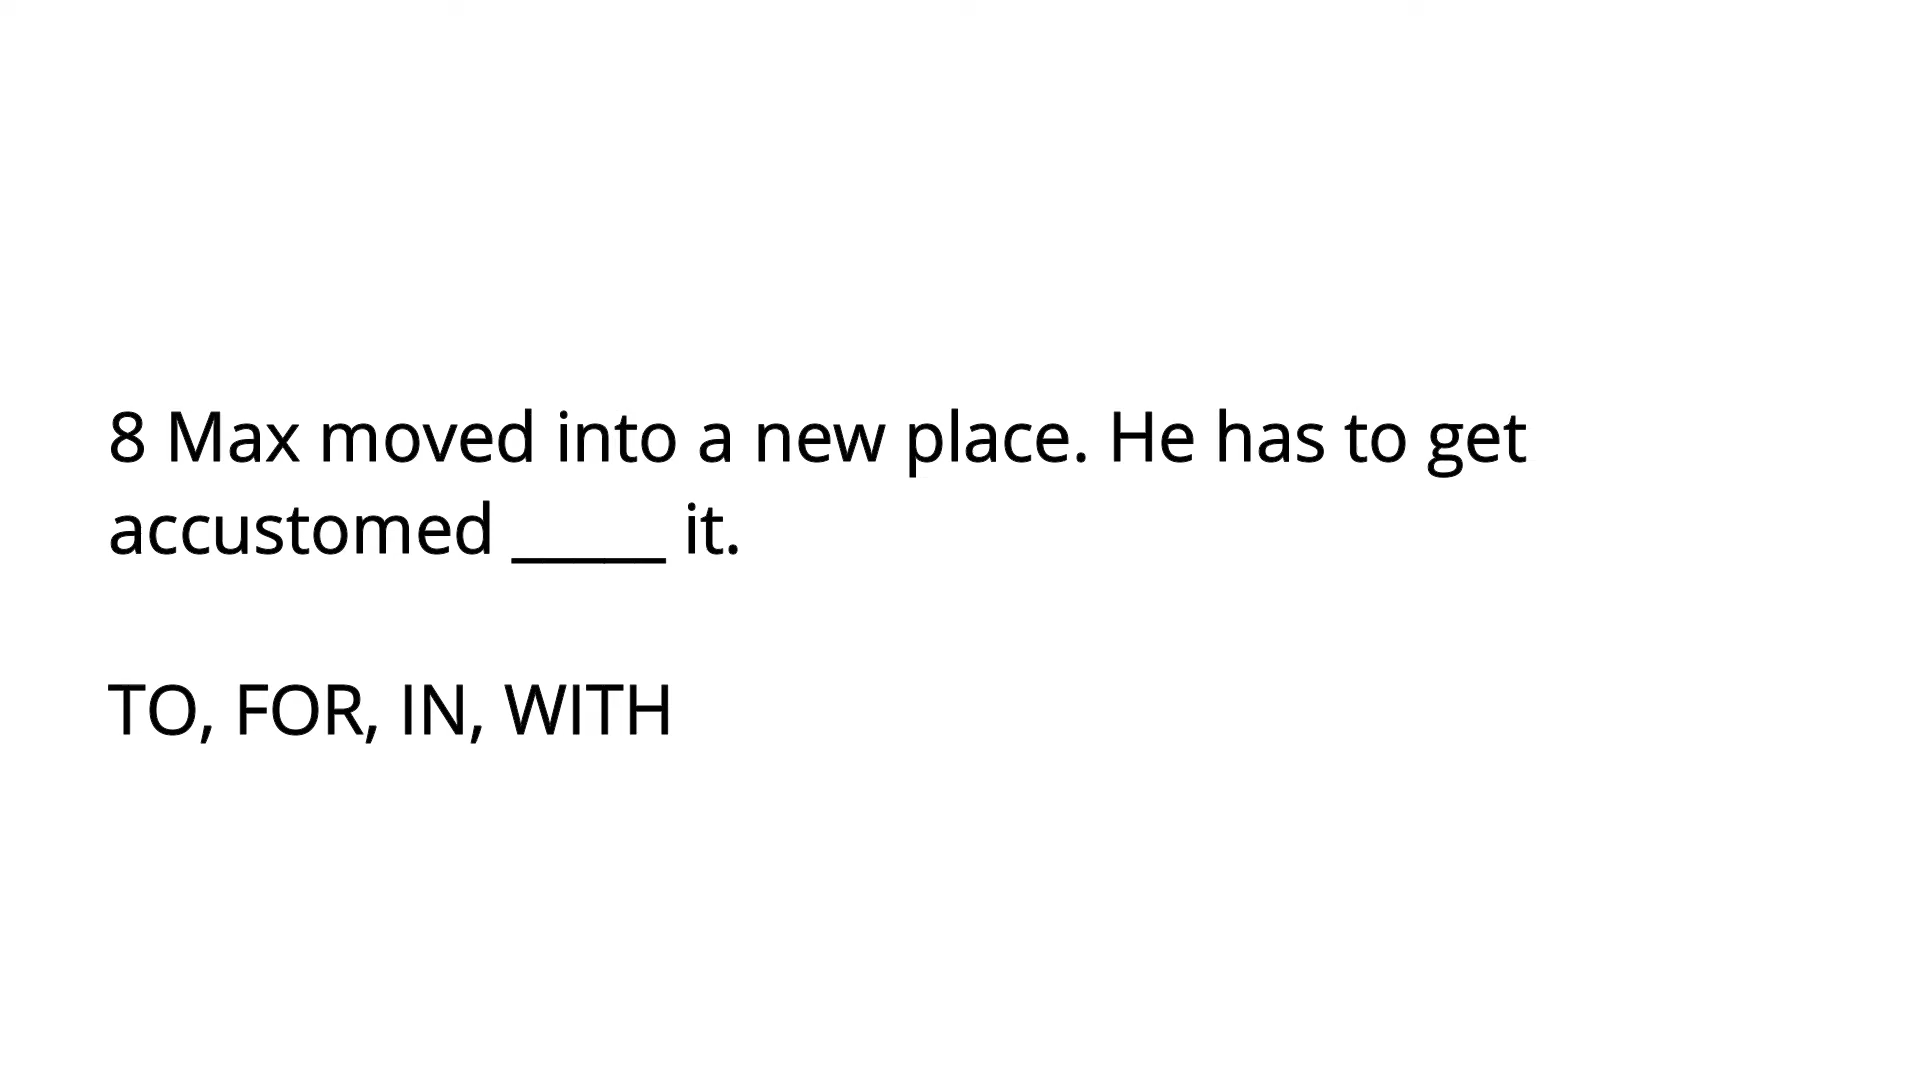 8 Max moved into a new place. He has to get
accustomed _____ it.
TO, FOR, IN, WITH